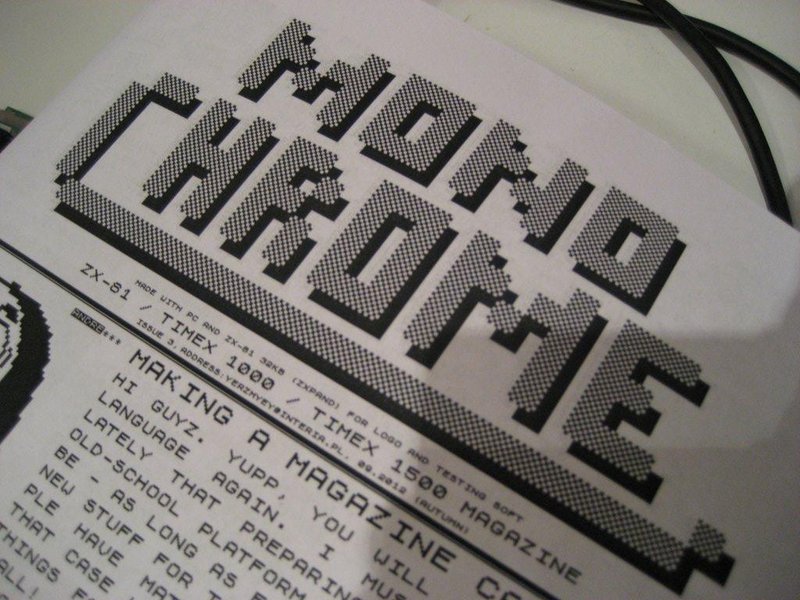 MONO
CHROME
MADE WITH PC AND ZX-81 32KB (ZXPAND) FOR LOGO AND TESTING SOFT
ZX-81 / TIMEX 1000 / TIMEX 1500 MAGAZINE
ISSUE 3. ADDRESS:YERZMYEY@INTERIA.PL. 09.2012 (AUTUMN)
ANDRE***
MAKING A MAGAZINE
HI GUYZ. YUPP, YOU WILL
LANGUAGE AGAIN. I MUS
LATELY THAT PREPARING
OLD-SCHOOL PLATFORM
BE - AS LONG AS
NEW STUFF FOR
PLE HAVE
THAT CASE
THINGS
ALL!